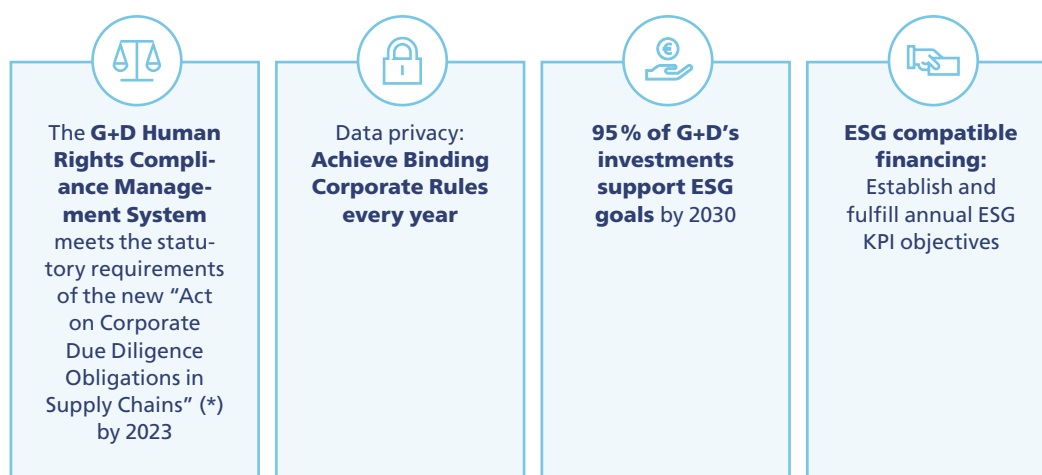 The G+D Human
Rights Compli-
ance Manage-
ment System
meets the statu-
tory requirements
of the new “Act
on Corporate
Due Diligence
Obligations in
Supply Chains” (*)
by 2023
Data privacy:
Achieve Binding
Corporate Rules
every year
€
95 % of G+D’s
investments
support ESG
goals by 2030
ESG compatible
financing:
Establish and
fulfill annual ESG
KPI objectives